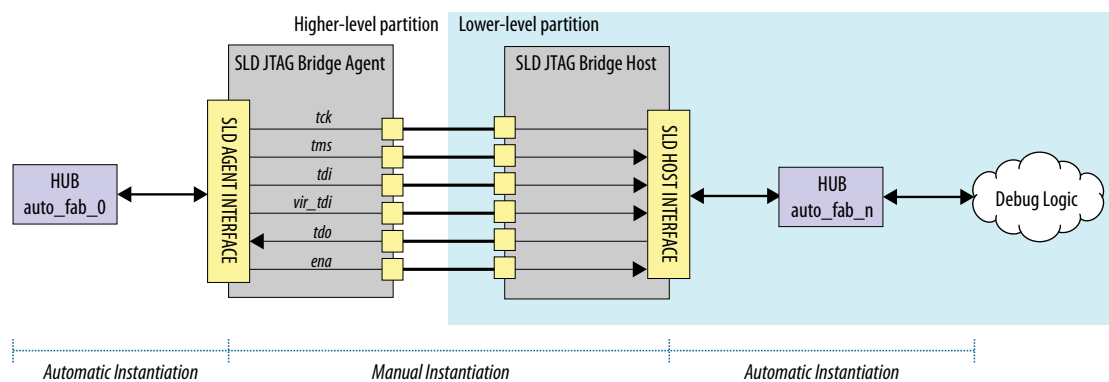 Higher-level partition
Lower-level partition
SLD JTAG Bridge Agent
SLD JTAG Bridge Host
HUB
auto_fab_0
SLD AGENT INTERFACE
tck
tms
tdi
vir_tdi
tdo
ena
SLD HOST INTERFACE
HUB
auto_fab_n
Debug Logic
Automatic Instantiation
Manual Instantiation
Automatic Instantiation